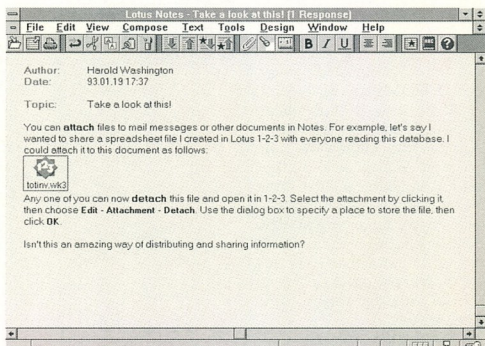 Lotus Notes - Take a look at this! [1 Response]
File Edit View Compose Text Tools Design Window Help
B I U
Author: Harold Washington
Date: 93.01.19 17:37
Topic: Take a look at this!
You can attach files to mail messages or other documents in Notes. For example, let's say I
wanted to share a spreadsheet file I created in Lotus 1-2-3 with everyone reading this database. I
could attach it to this document as follows:
totinv.wk3
Any one of you can now detach this file and open it in 1-2-3. Select the attachment by clicking it,
then choose Edit - Attachment - Detach. Use the dialog box to specify a place to store the file, then
click OK.
Isn't this an amazing way of distributing and sharing information?